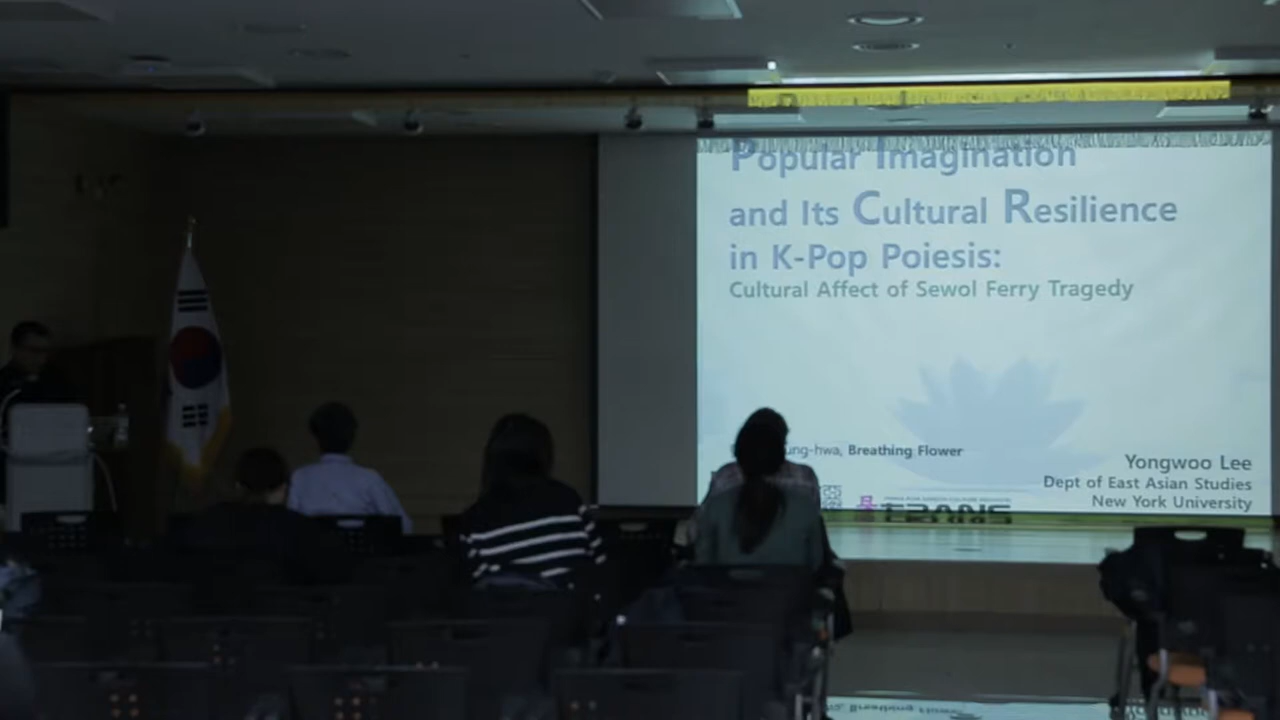 Popular Imagination
and Its Cultural Resilience
in K-Pop Poiesis:
Cultural Affect of Sewol Ferry Tragedy
ung-hwa, Breathing Flower
Yongwoo Lee
Dept of East Asian Studies
New York University
TRANS